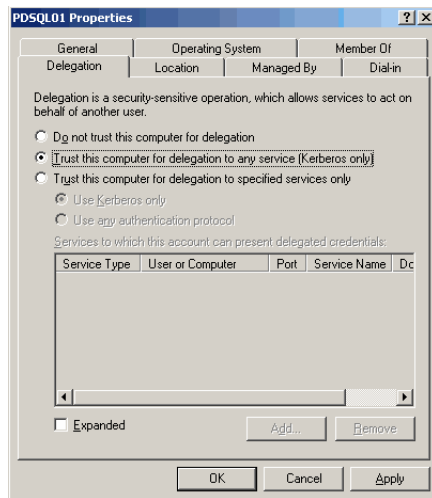 PDSQL01 Properties
General Operating System Member Of
Delegation Location Managed By Dial-in
Delegation is a security-sensitive operation, which allows services to act on
behalf of another user.
Do not trust this computer for delegation
Trust this computer for delegation to any service (Kerberos only)
Trust this computer for delegation to specified services only
Use Kerberos only
Use any authentication protocol
Services to which this account can present delegated credentials:
Service Type User or Computer Port Service Name Dc
Expanded Add... Remove
OK Cancel Apply